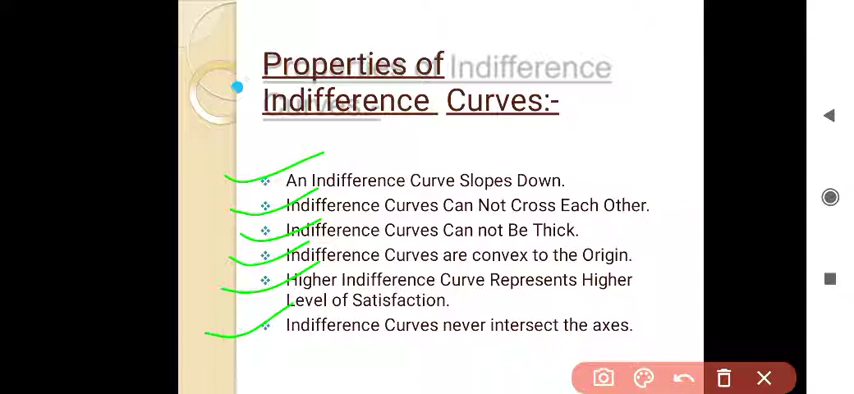 Properties of
Indifference Curves:-
An Indifference Curve Slopes Down.
Indifference Curves Can Not Cross Each Other.
Indifference Curves Can not Be Thick.
Indifference Curves are convex to the Origin.
Higher Indifference Curve Represents Higher
Level of Satisfaction.
Indifference Curves never intersect the axes.